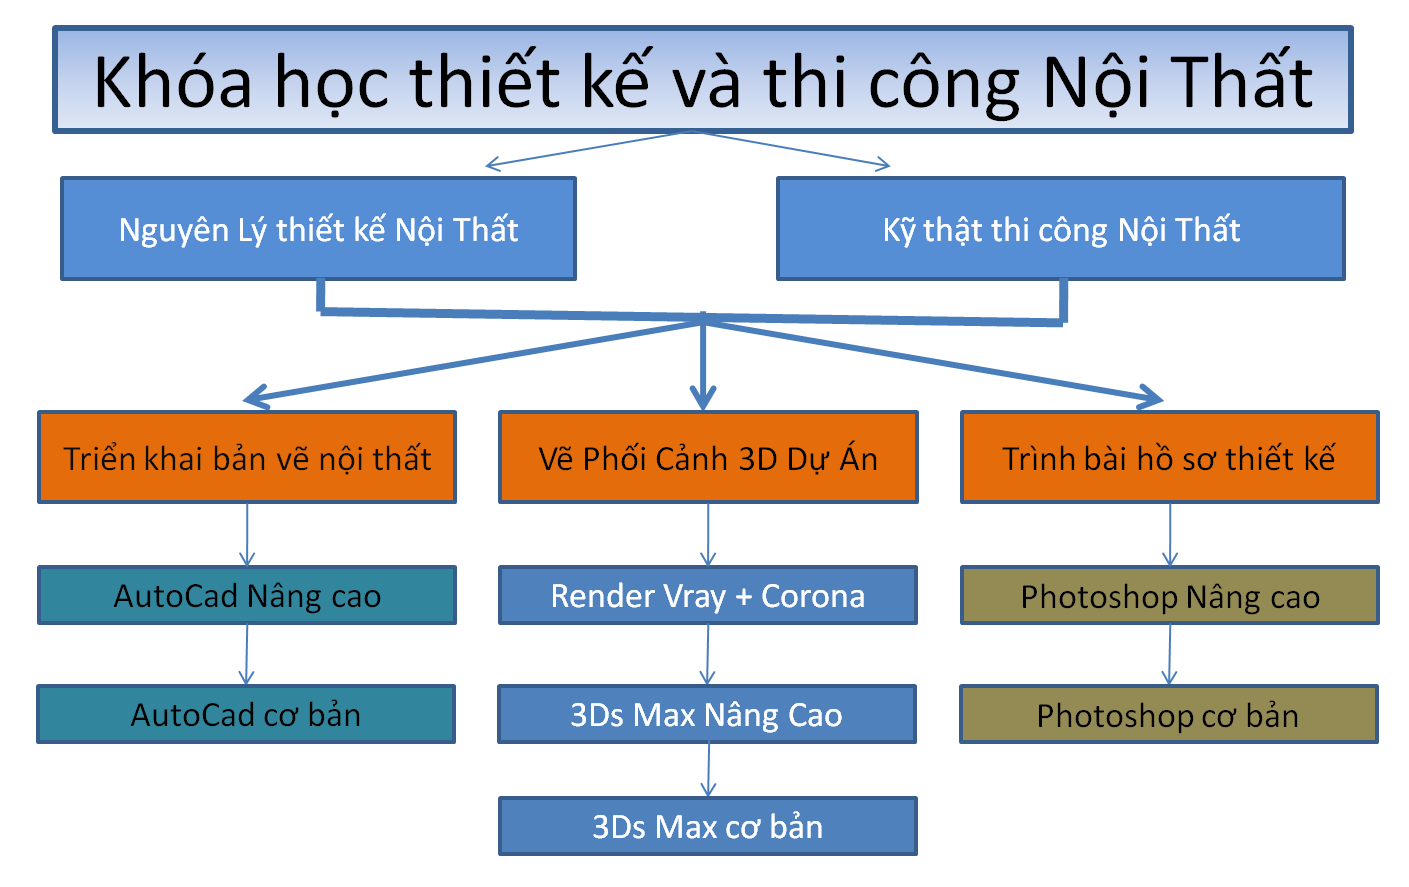 Khóa học thiết kế và thi công Nội Thất
Nguyên Lý thiết kế Nội Thất
Kỹ thật thi công Nội Thất
Triển khai bản vẽ nội thất
Vẽ Phối Cảnh 3D Dự Án
Trình bài hồ sơ thiết kế
AutoCad Nâng cao
Render Vray + Corona
Photoshop Nâng cao
AutoCad cơ bản
3Ds Max Nâng Cao
Photoshop cơ bản
3Ds Max cơ bản